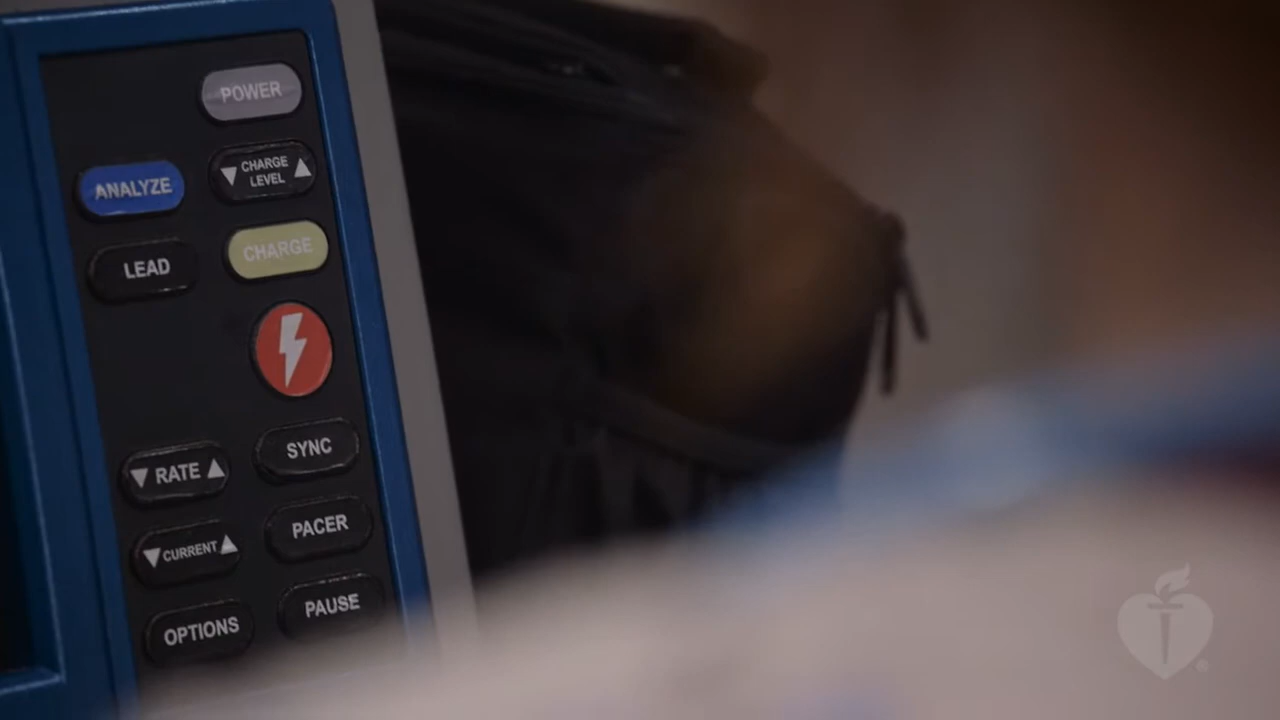 POWER
ANALYZE
▼ CHARGE LEVEL ▲
LEAD
CHARGE
▼ RATE ▲
SYNC
▼ CURRENT ▲
PACER
OPTIONS
PAUSE
®